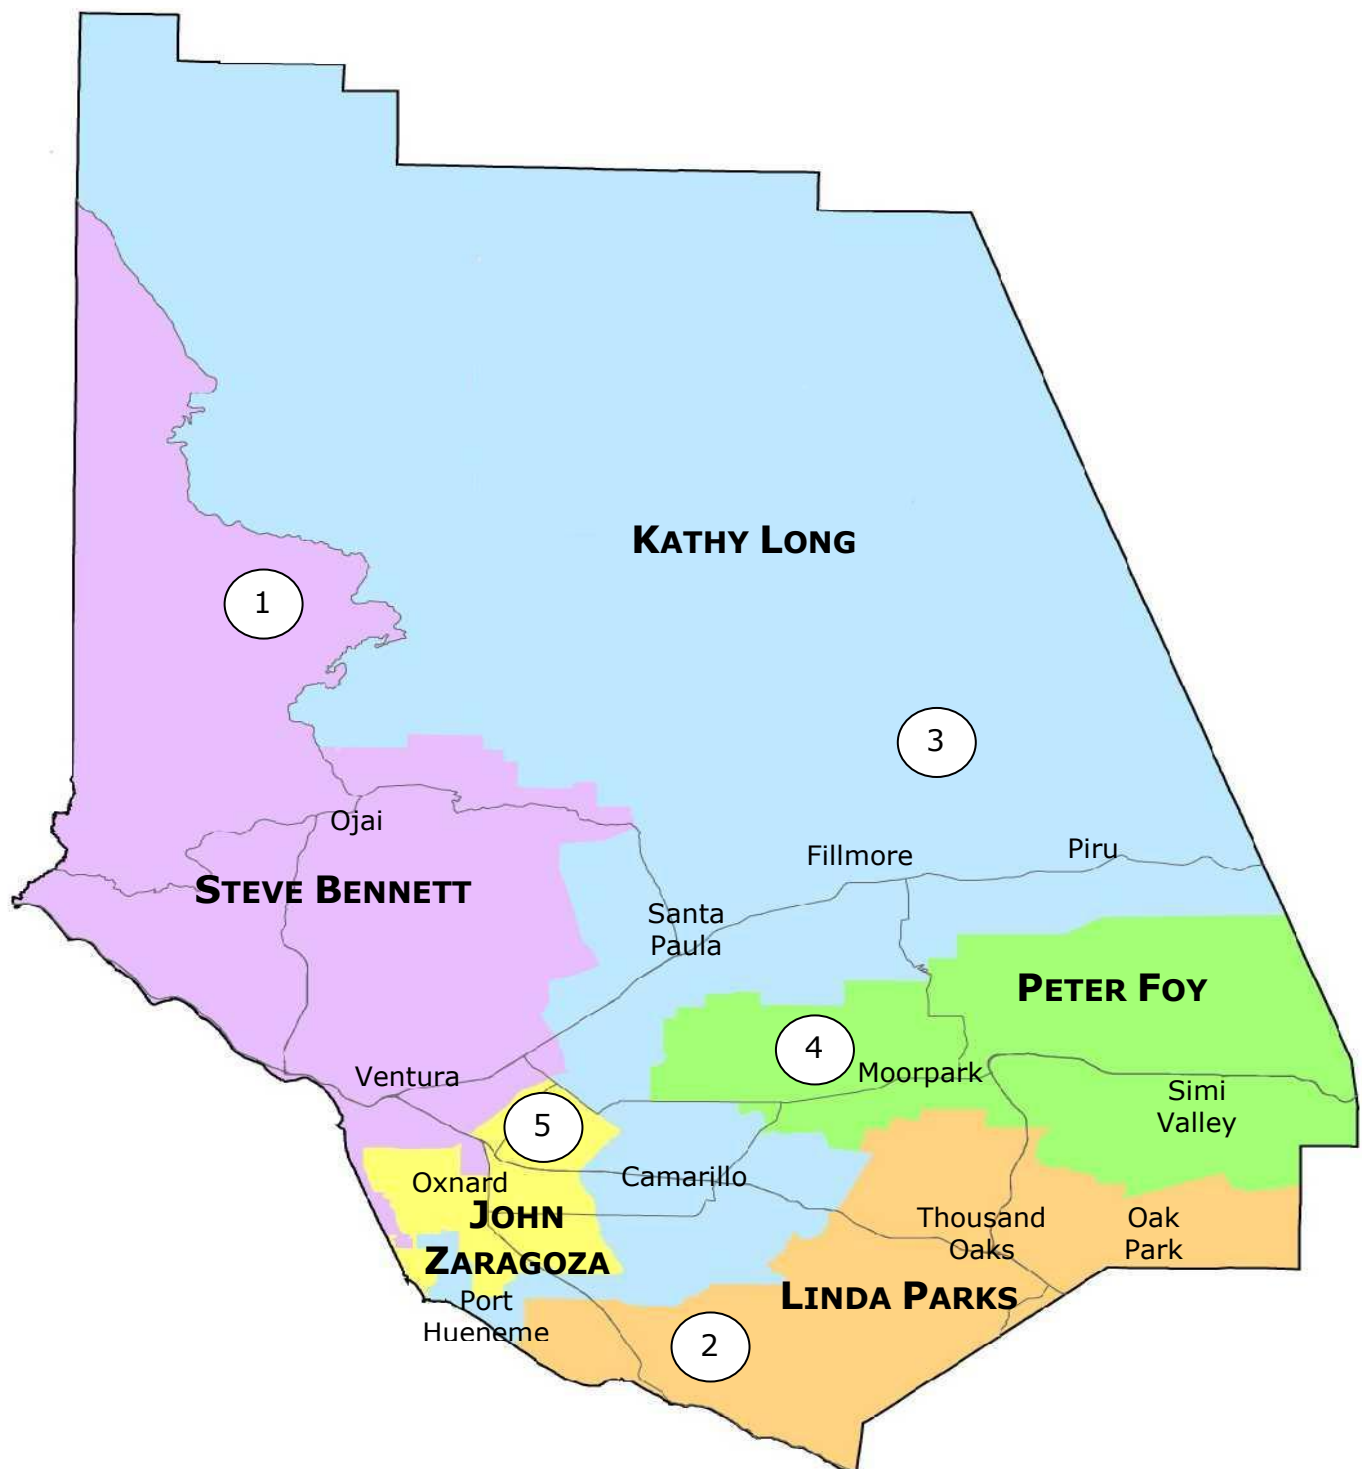 KATHY LONG
1
3
Ojai
Fillmore
Piru
STEVE BENNETT
Santa
Paula
PETER FOY
4
Moorpark
Ventura
Simi
Valley
5
Camarillo
Oxnard
JOHN
ZARAGOZA
Thousand
Oaks
Oak
Park
LINDA PARKS
Port
Hueneme
2